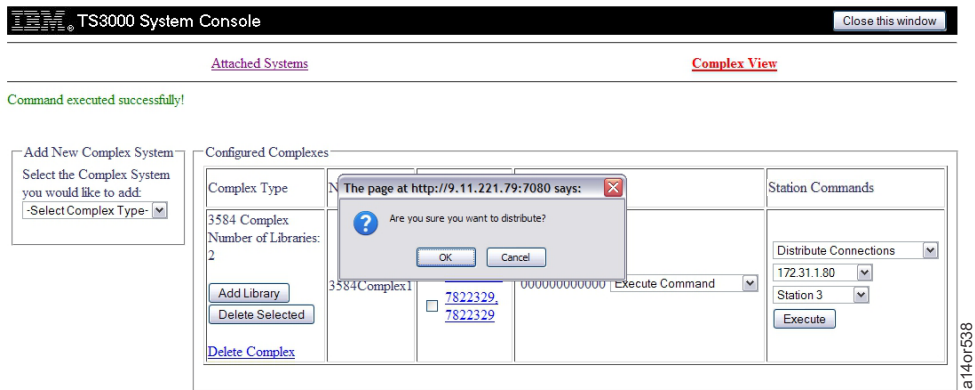 IBM® TS3000 System Console
Close this window
Attached Systems
Complex View
Command executed successfully!
Add New Complex System
Select the Complex System
you would like to add:
-Select Complex Type-
Configured Complexes
Complex Type
N
Station Commands
3584 Complex
Number of Libraries:
2
Add Library
Delete Selected
Delete Complex
3584Complex1
7822329,
7822329
000000000000
Execute Command
Distribute Connections
172.31.1.80
Station 3
Execute
The page at http://9.11.221.79:7080 says:
Are you sure you want to distribute?
OK
Cancel
a14or538